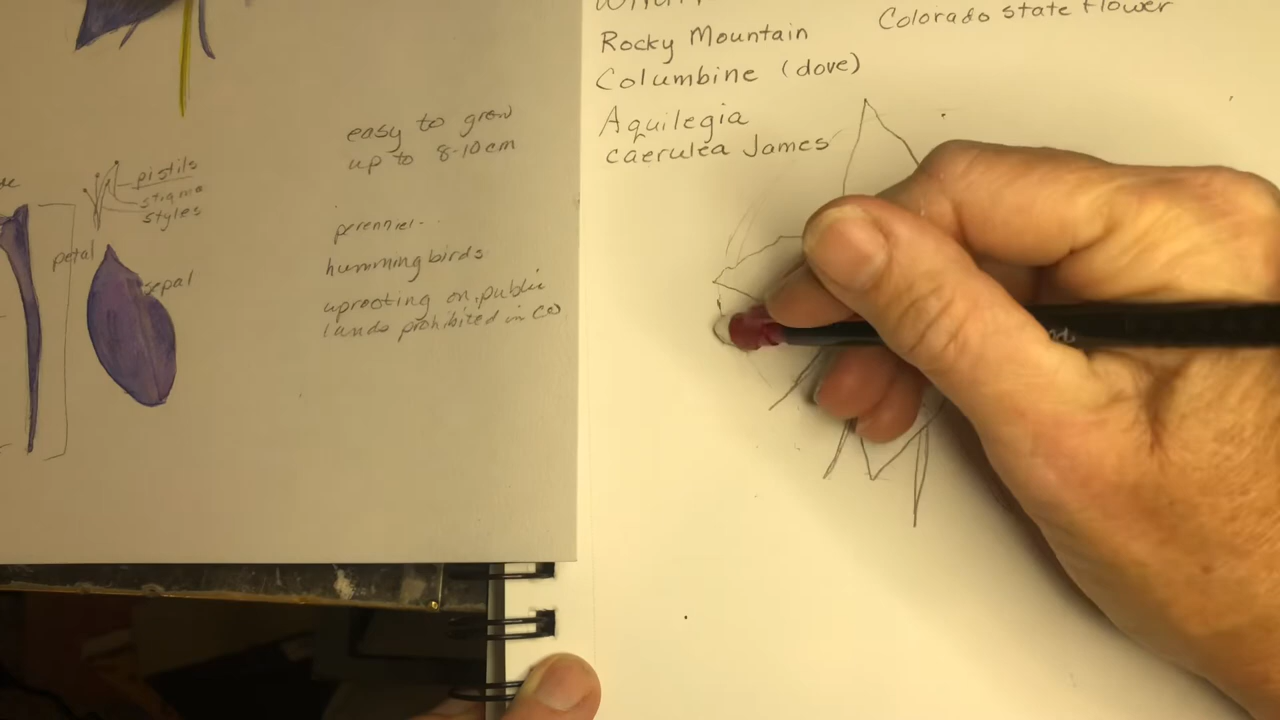 pistils
stigma
styles
petal
sepal
easy to grow
up to 8-10cm
perenniel.
hummingbirds
uprooting on public
lands prohibited in CO
Rocky Mountain
Columbine (dove)
Aquilegia
caerulea James
Colorado state flower